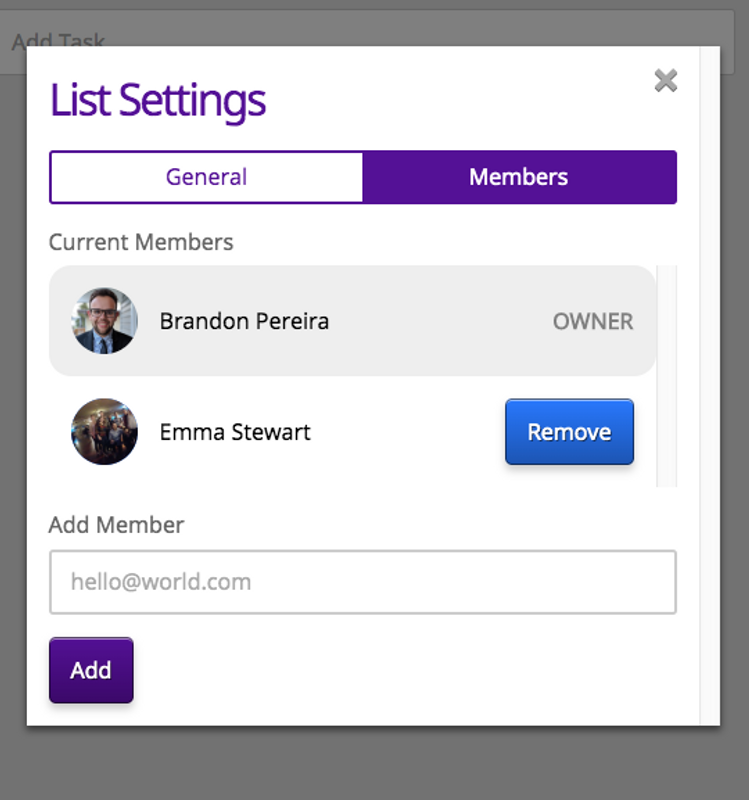 Add Task
List Settings
General
Members
Current Members
Brandon Pereira
OWNER
Emma Stewart
Remove
Add Member
hello@world.com
Add